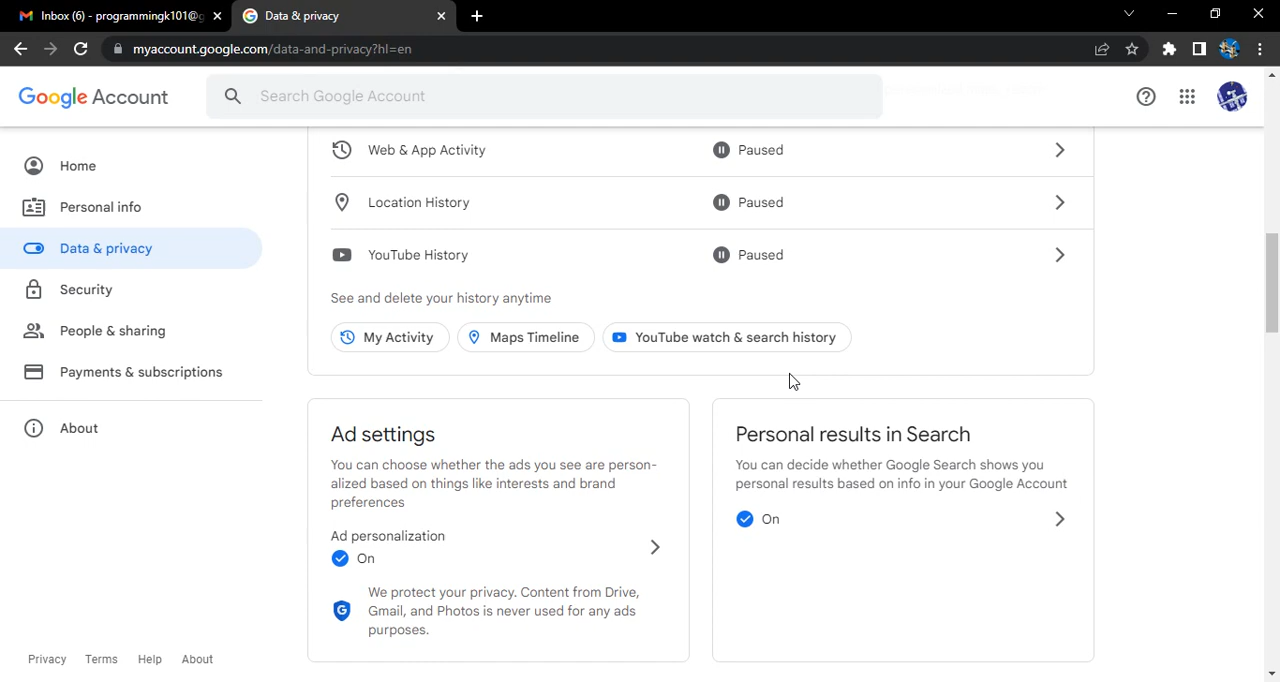 Inbox (6) - programmingk101@g
Data & privacy
myaccount.google.com/data-and-privacy?hl=en
Google Account
Search Google Account
Home
Personal info
Data & privacy
Security
People & sharing
Payments & subscriptions
About
Web & App Activity
Paused
Location History
Paused
YouTube History
Paused
See and delete your history anytime
My Activity
Maps Timeline
YouTube watch & search history
Ad settings
You can choose whether the ads you see are person-
alized based on things like interests and brand
preferences
Ad personalization
On
We protect your privacy. Content from Drive,
Gmail, and Photos is never used for any ads
purposes.
Personal results in Search
You can decide whether Google Search shows you
personal results based on info in your Google Account
On
Privacy
Terms
Help
About